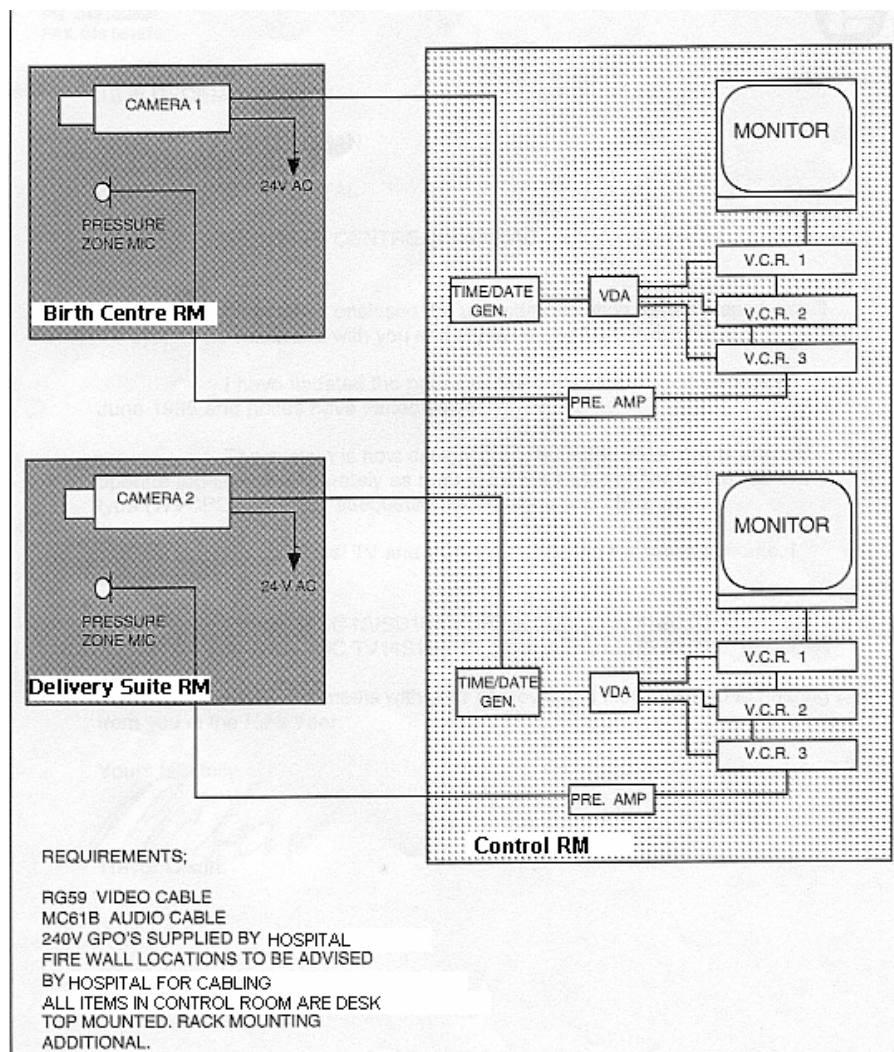 CAMERA 1
24V AC
PRESSURE
ZONE MIC
Birth Centre RM
MONITOR
V.C.R. 1
TIME/DATE
GEN.
VDA
V.C.R. 2
V.C.R. 3
PRE. AMP
CAMERA 2
24 V AC
PRESSURE
ZONE MIC
Delivery Suite RM
MONITOR
V.C.R. 1
TIME/DATE
GEN.
VDA
V.C.R. 2
V.C.R. 3
PRE. AMP
Control RM
REQUIREMENTS;
RG59 VIDEO CABLE
MC61B AUDIO CABLE
240V GPO'S SUPPLIED BY HOSPITAL
FIRE WALL LOCATIONS TO BE ADVISED
BY HOSPITAL FOR CABLING
ALL ITEMS IN CONTROL ROOM ARE DESK
TOP MOUNTED. RACK MOUNTING
ADDITIONAL.